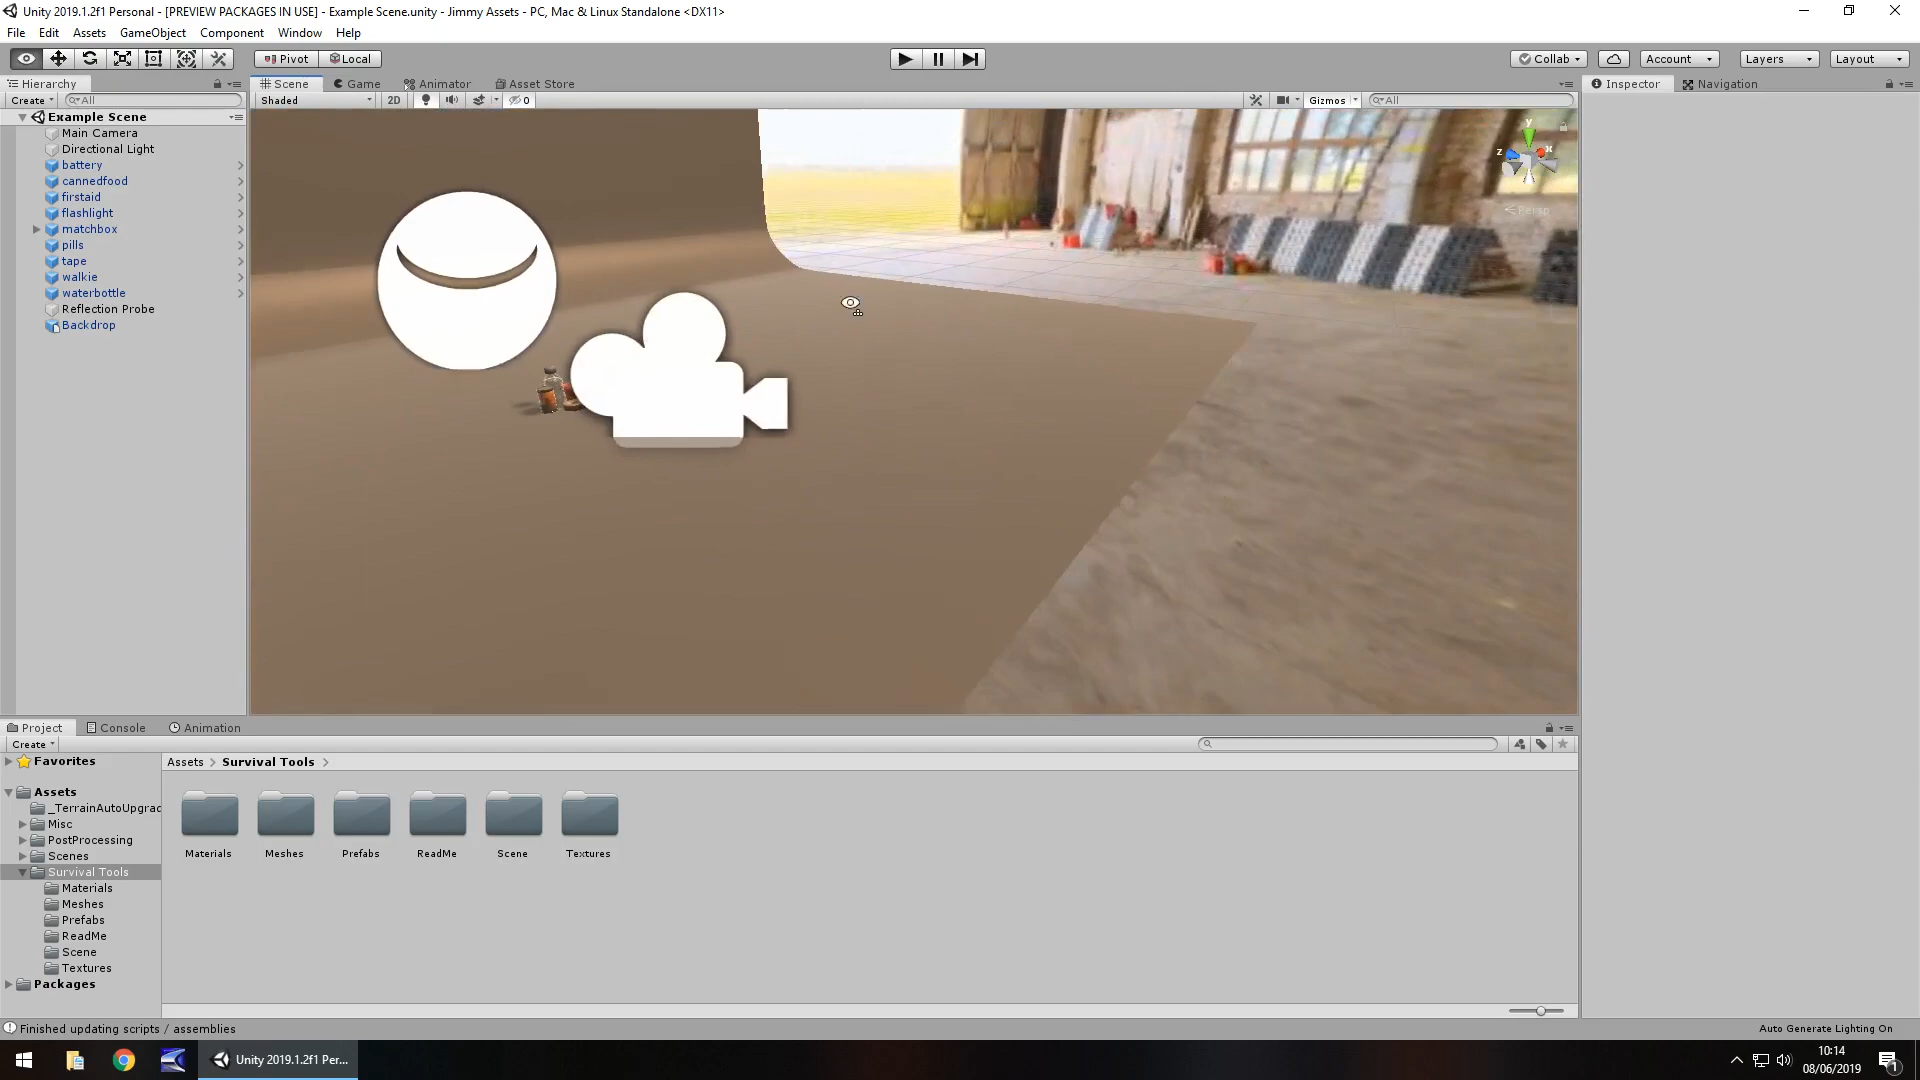 Unity 2019.1.2f1 Personal - [PREVIEW PACKAGES IN USE] - Example Scene.unity - Jimmy Assets - PC, Mac & Linux Standalone <DX11>
File Edit Assets GameObject Component Window Help
Pivot Local Collab Account Layers Layout
Hierarchy Scene Game Animator Asset Store Inspector Navigation
Create All Shaded 2D 0 Gizmos All
Example Scene
Main Camera
Directional Light
battery
cannedfood
firstaid
flashlight
matchbox
pills
tape
walkie
waterbottle
Reflection Probe
Backdrop
y
z x
Persp
Project Console Animation
Create
Favorites
Assets
_TerrainAutoUpgrad
Misc
PostProcessing
Scenes
Survival Tools
Materials
Meshes
Prefabs
ReadMe
Scene
Textures
Packages
Assets > Survival Tools >
Materials Meshes Prefabs ReadMe Scene Textures
Finished updating scripts / assemblies
Auto Generate Lighting On
Unity 2019.1.2f1 Per...
10:14
08/06/2019
1